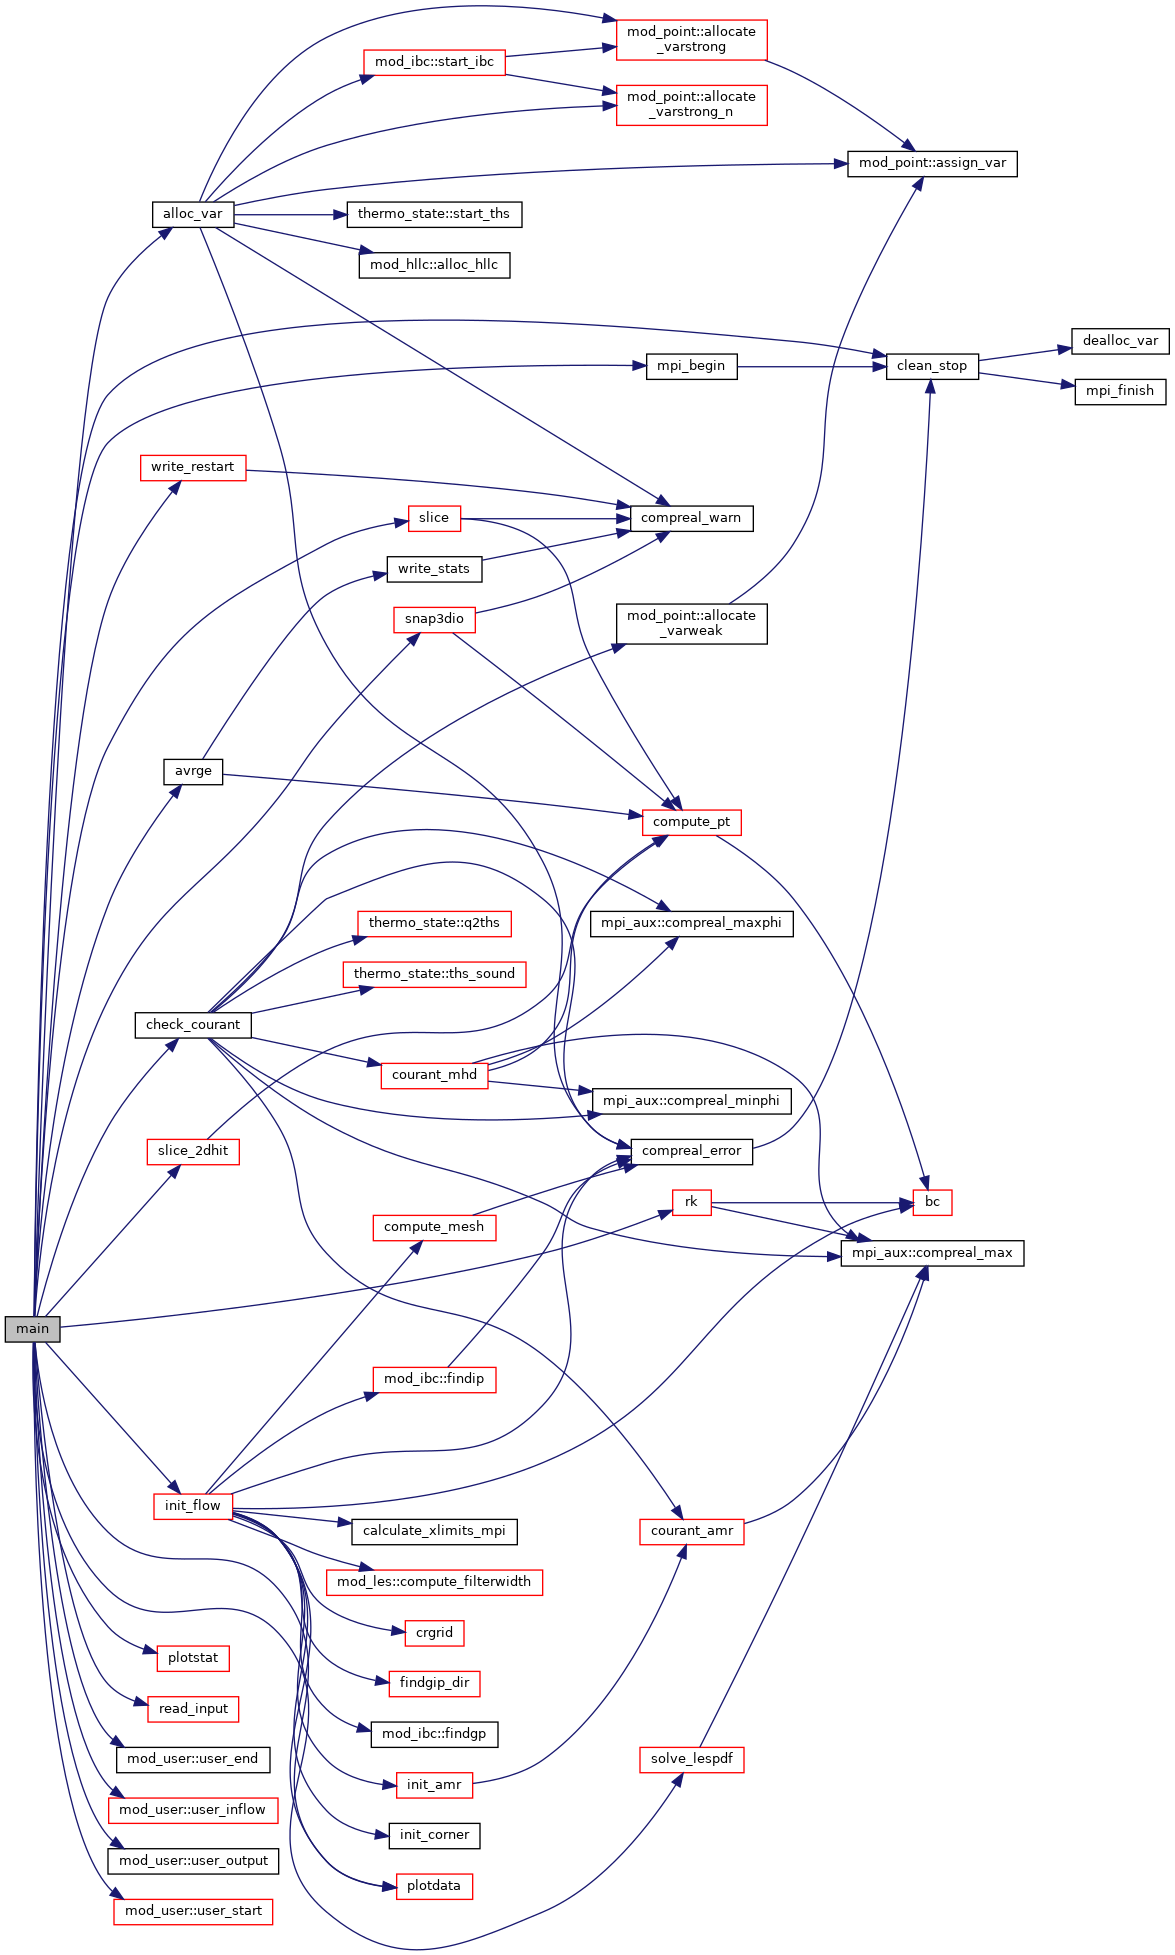 mod_point::allocate
_varstrong
mod_ibc::start_ibc
mod_point::allocate
_varstrong_n
mod_point::assign_var
alloc_var
thermo_state::start_ths
mod_hllc::alloc_hllc
dealloc_var
mpi_begin
clean_stop
mpi_finish
write_restart
slice
compreal_warn
write_stats
snap3dio
mod_point::allocate
_varweak
avrge
compute_pt
thermo_state::q2ths
mpi_aux::compreal_maxphi
thermo_state::ths_sound
check_courant
courant_mhd
mpi_aux::compreal_minphi
slice_2dhit
compreal_error
rk
bc
compute_mesh
mpi_aux::compreal_max
main
mod_ibc::findip
init_flow
calculate_xlimits_mpi
courant_amr
mod_les::compute_filterwidth
crgrid
plotstat
findgip_dir
read_input
mod_ibc::findgp
mod_user::user_end
solve_lespdf
init_amr
mod_user::user_inflow
init_corner
mod_user::user_output
plotdata
mod_user::user_start